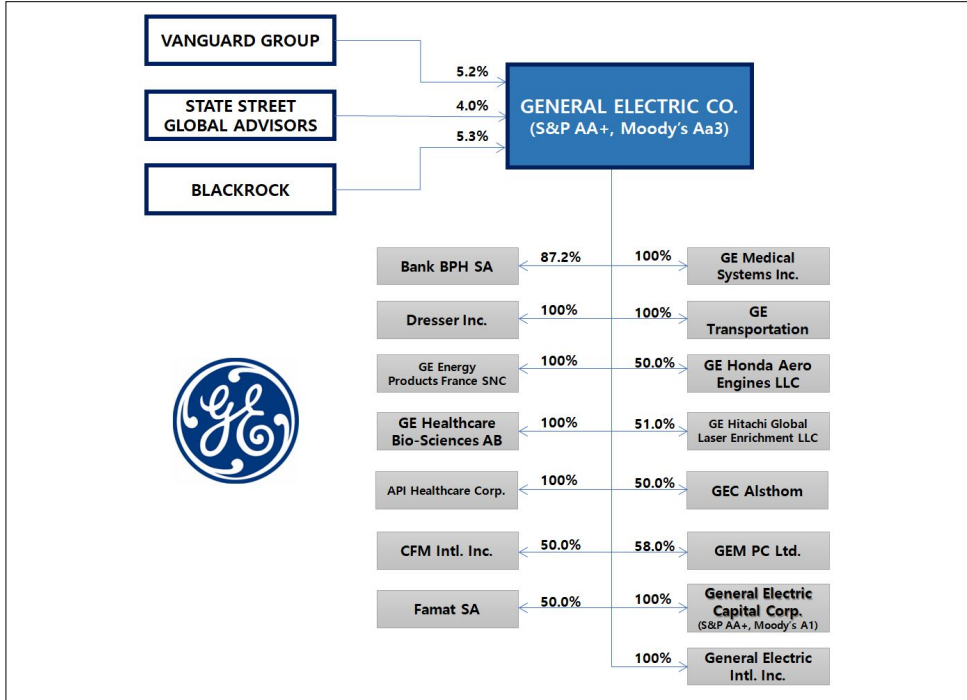 VANGUARD GROUP
5.2%
STATE STREET
GLOBAL ADVISORS
4.0%
5.3%
BLACKROCK
GENERAL ELECTRIC CO.
(S&P AA+, Moody's Aa3)
Bank BPH SA
87.2%
100%
GE Medical
Systems Inc.
Dresser Inc.
100%
100%
GE
Transportation
GE Energy
Products France SNC
100%
50.0%
GE Honda Aero
Engines LLC
GE Healthcare
Bio-Sciences AB
100%
51.0%
GE Hitachi Global
Laser Enrichment LLC
API Healthcare Corp.
100%
50.0%
GEC Alsthom
CFM Intl. Inc.
50.0%
58.0%
GEM PC Ltd.
Famat SA
50.0%
100%
General Electric
Capital Corp.
(S&P AA+, Moody's A1)
100%
General Electric
Intl. Inc.
GE